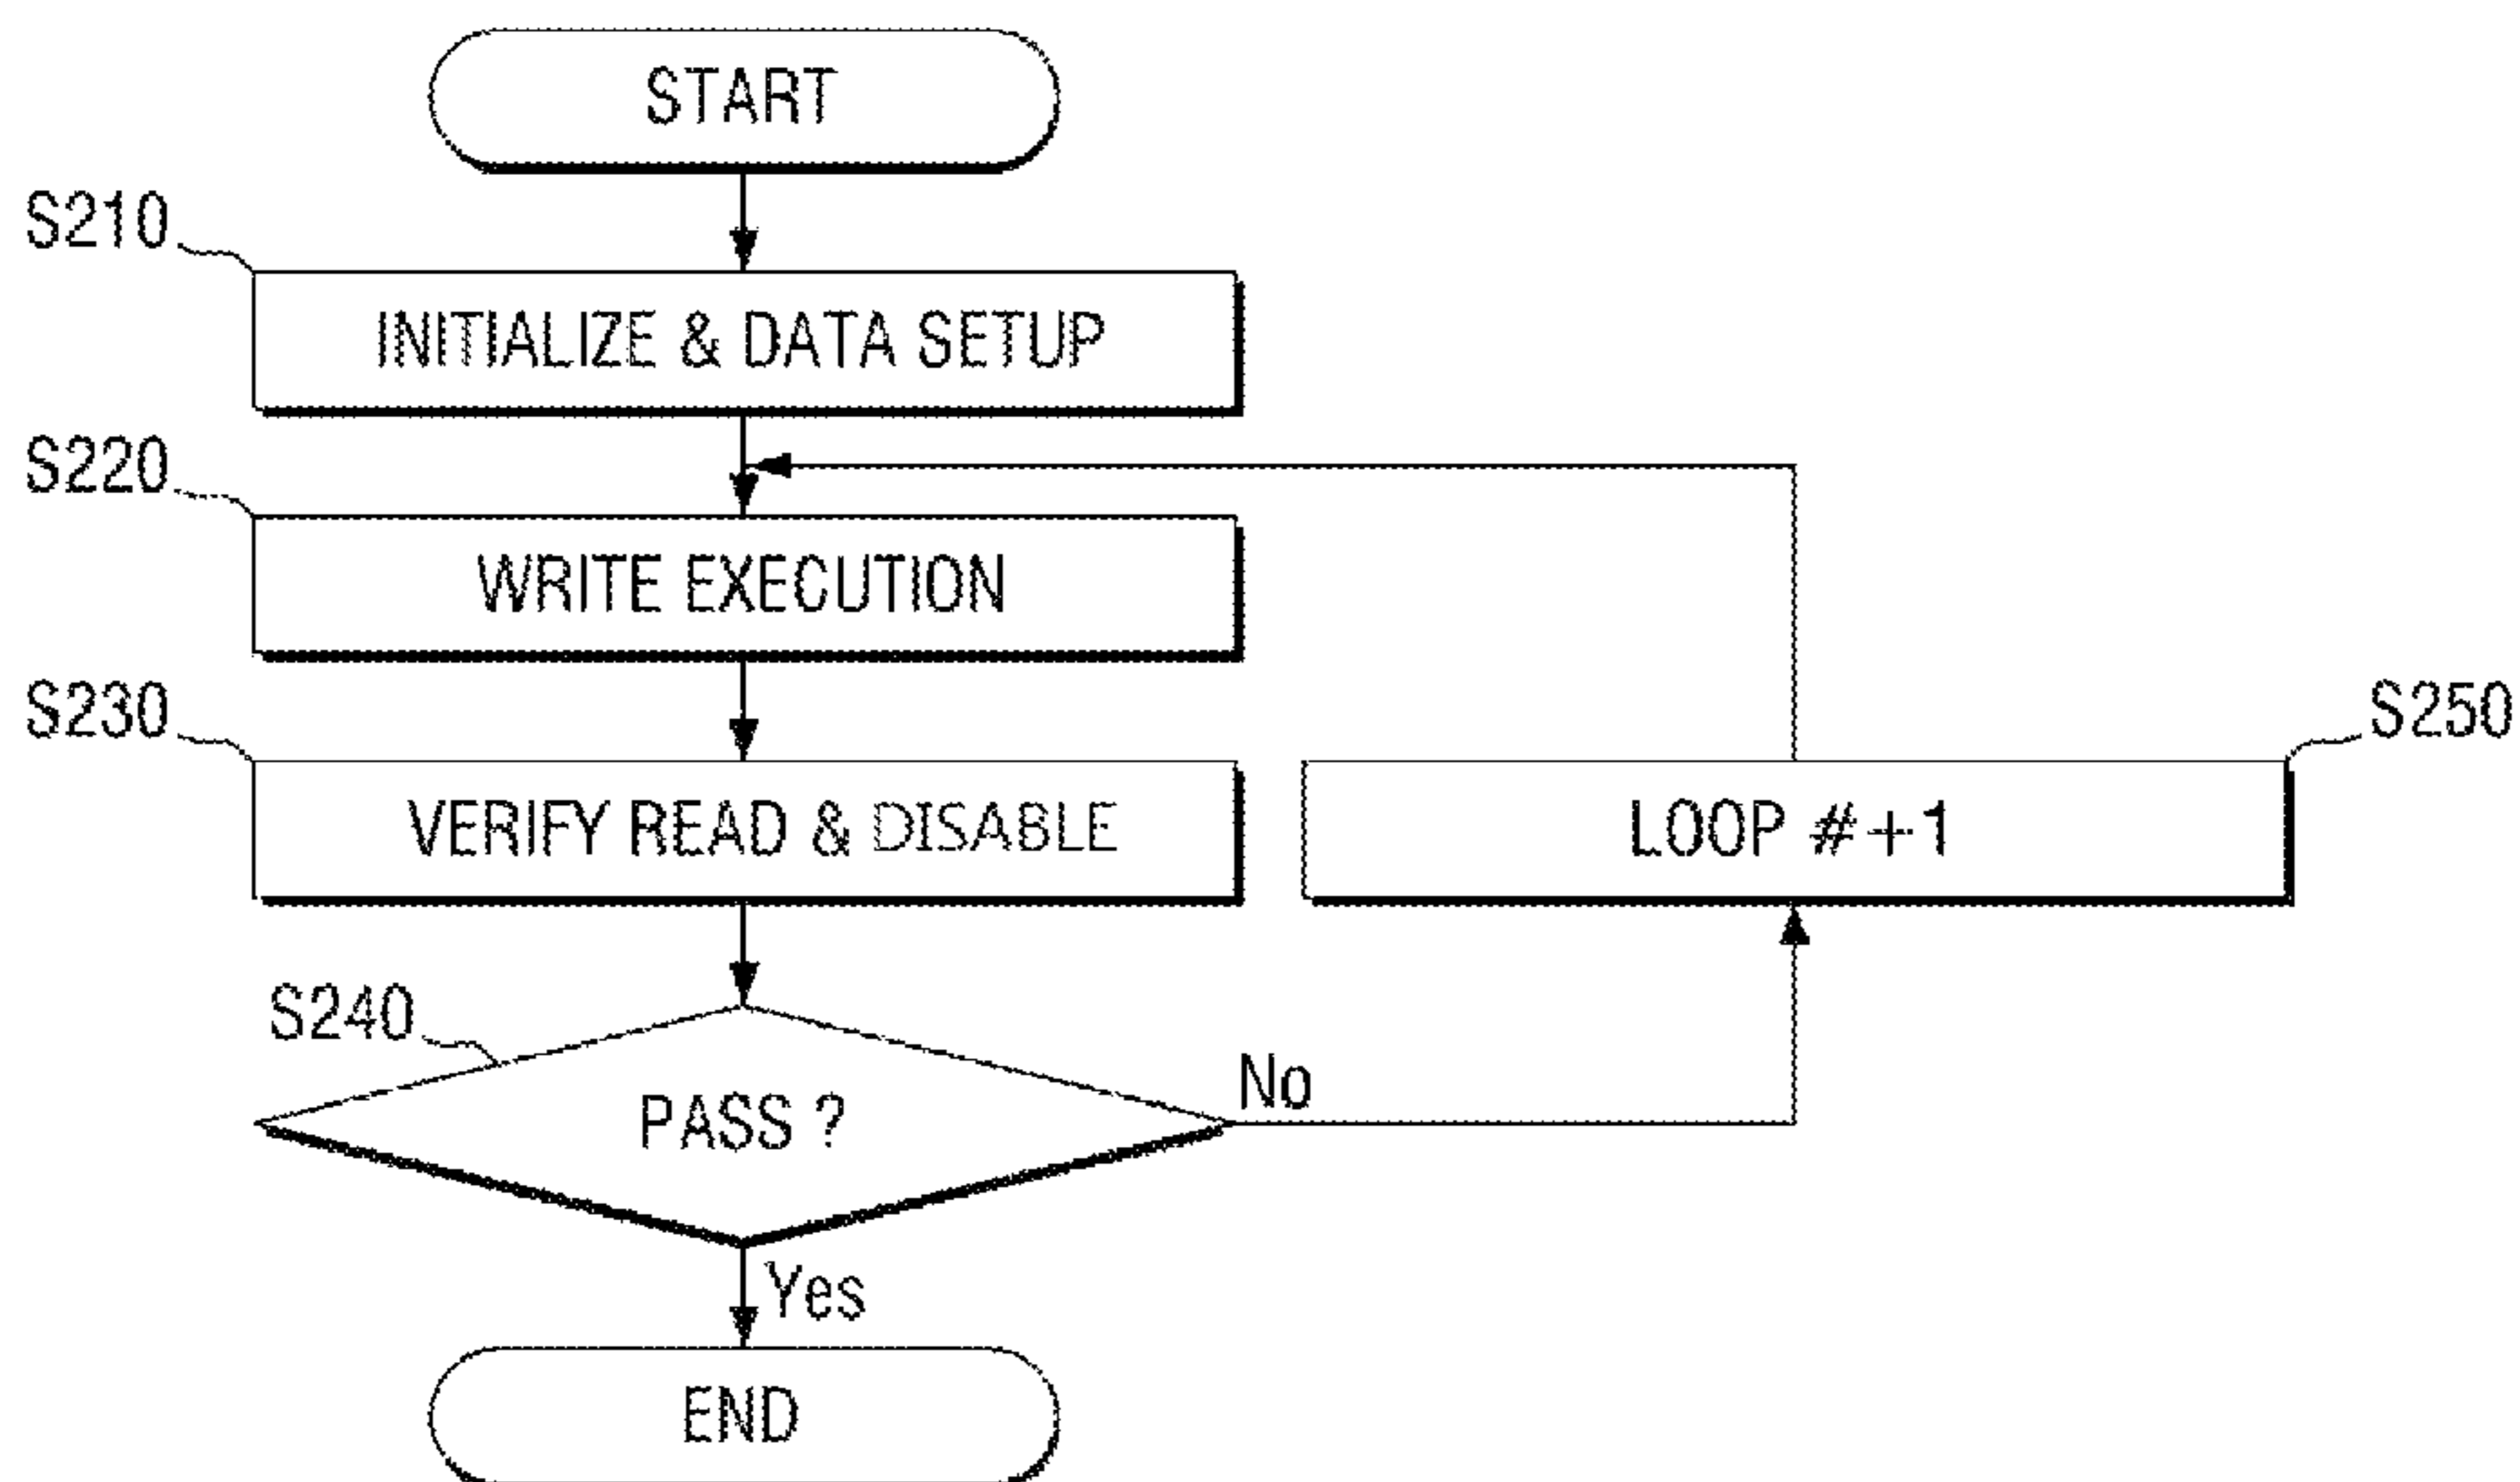 START
S210
INITIALIZE & DATA SETUP
S220
WRITE EXECUTION
S230
VERIFY READ & DISABLE
S250
LOOP #+1
S240
PASS ?
No
Yes
END